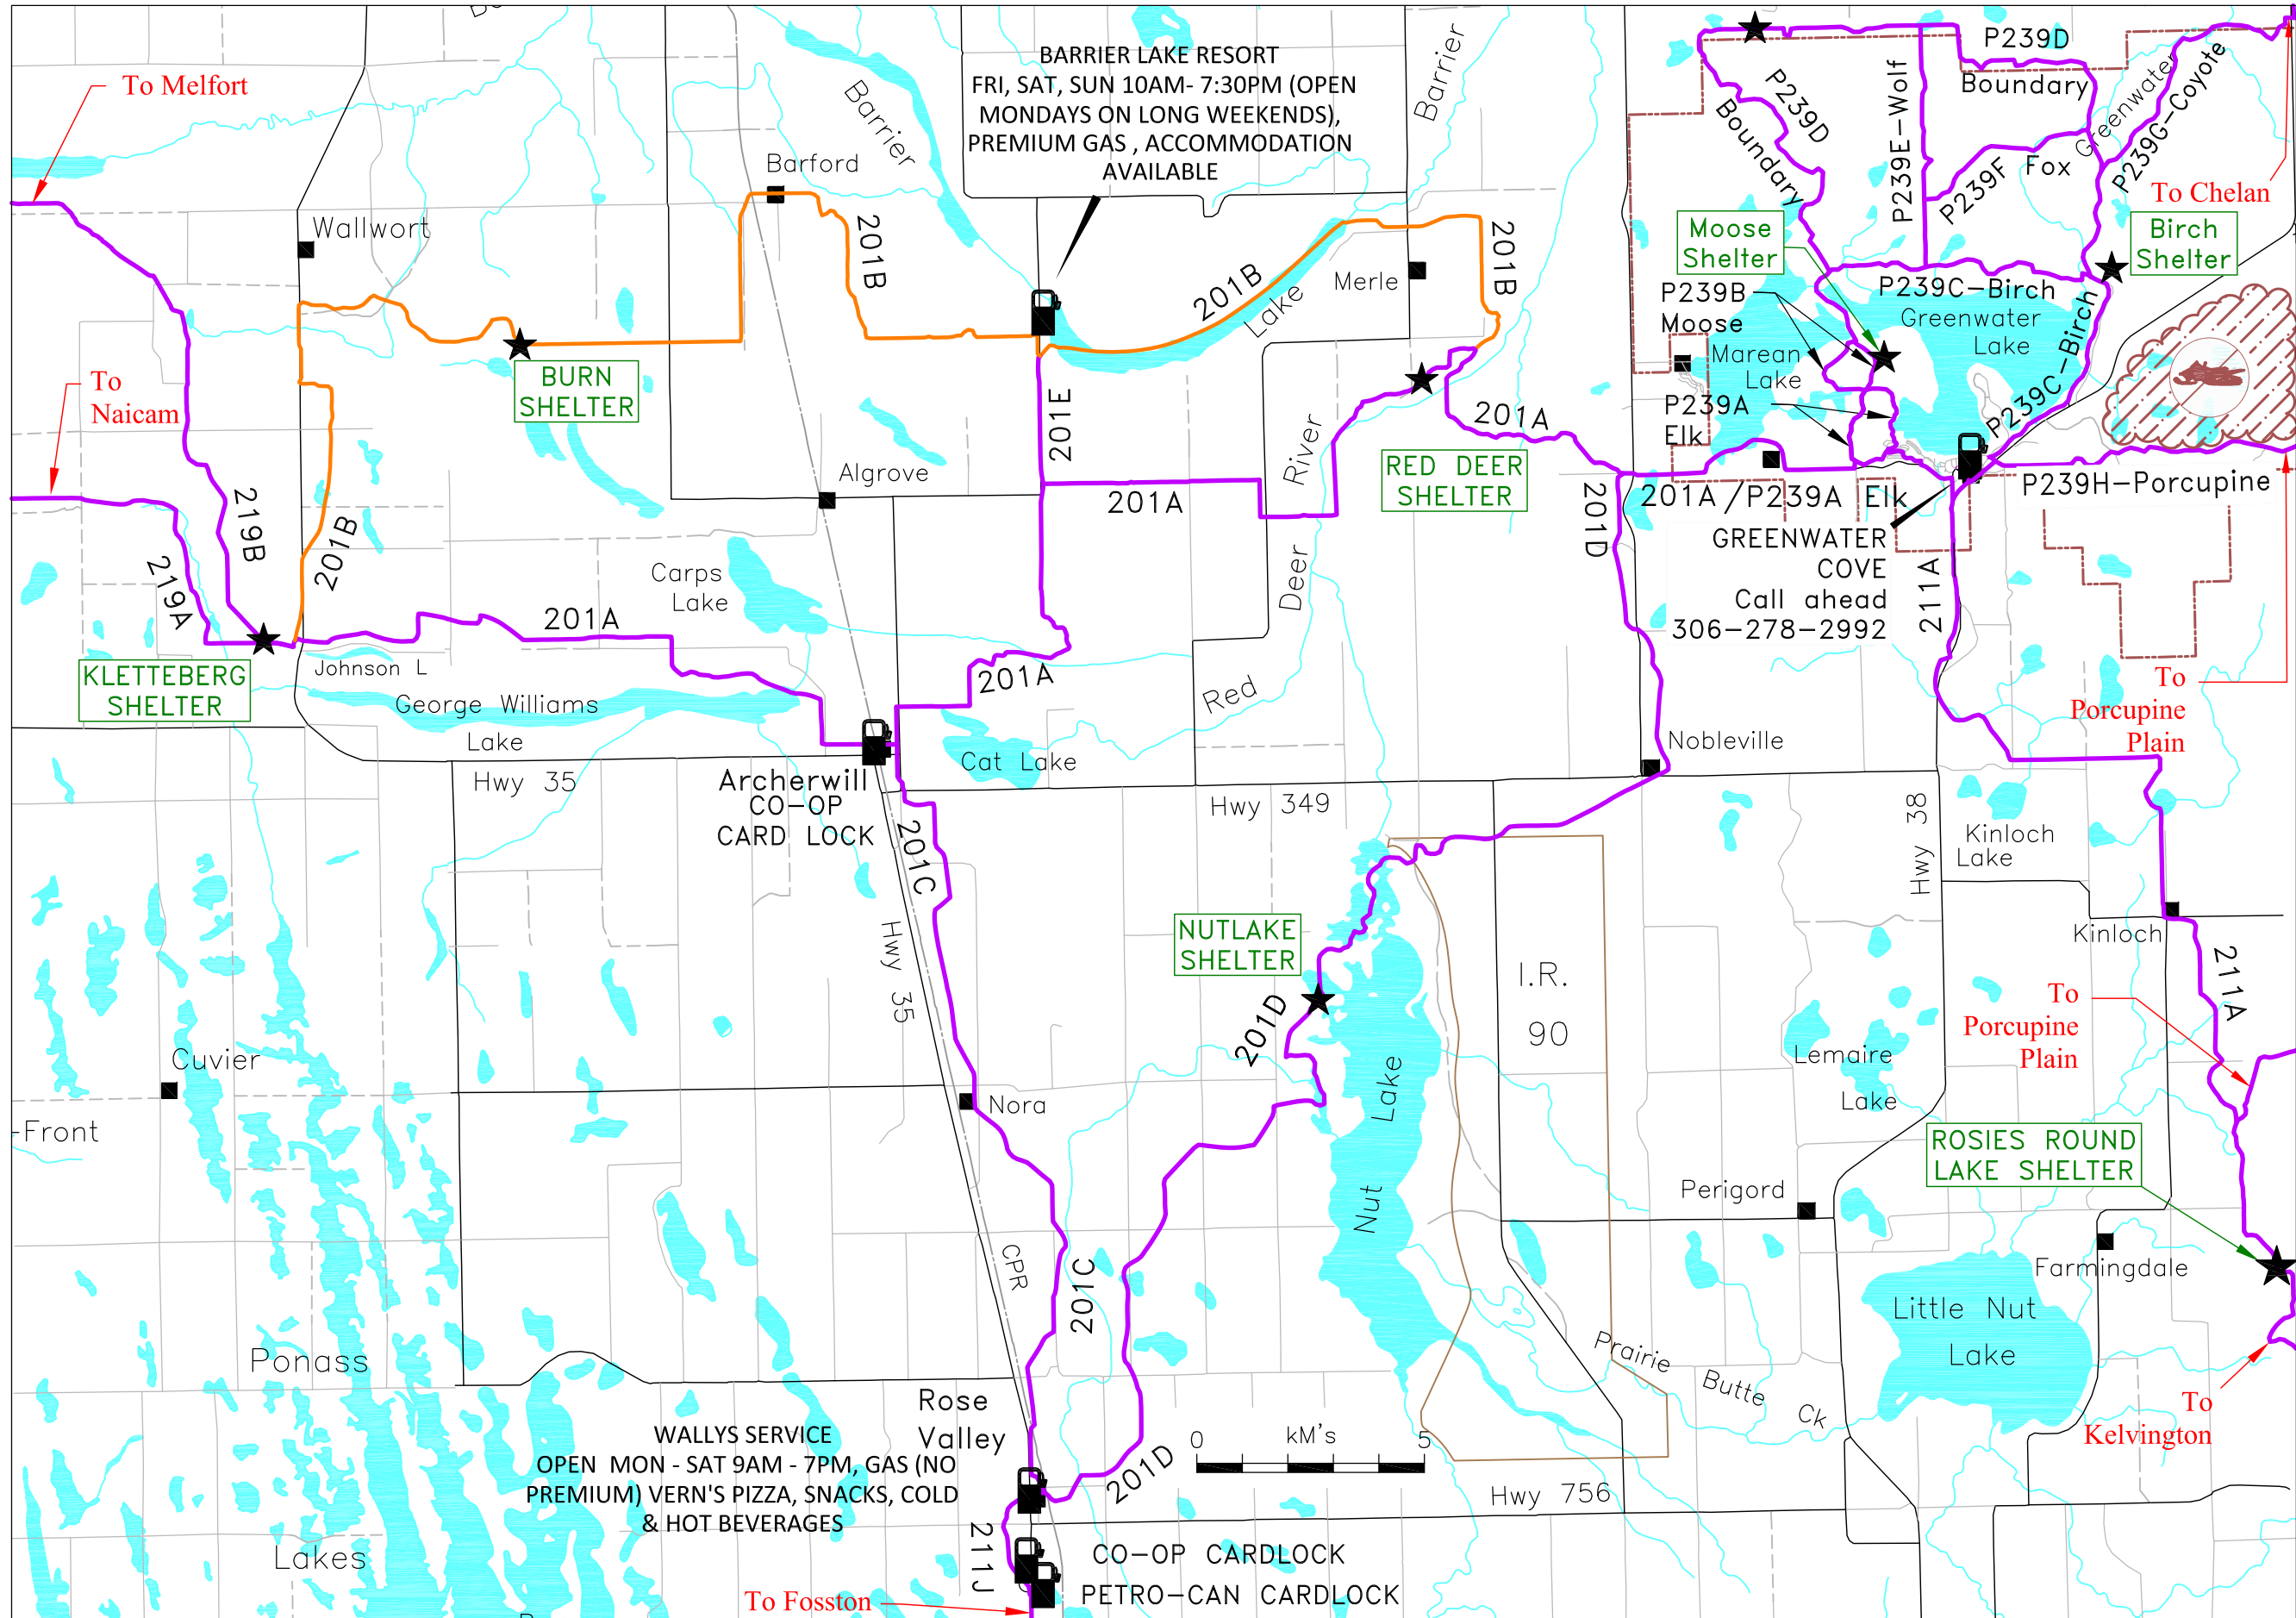 To Melfort
BARRIER LAKE RESORT
FRI, SAT, SUN 10AM- 7:30PM (OPEN
MONDAYS ON LONG WEEKENDS),
PREMIUM GAS , ACCOMMODATION
AVAILABLE
Barrier
Barrier
Lake
Barford
Wallwort
201B
201B
201B
201B
Merle
P239D
Boundary
P239D
Boundary
P239E-Wolf
P239F
Fox
Greenwater
P239G-Coyote
To Chelan
Moose
Shelter
Birch
Shelter
P239B
Moose
P239C-Birch
Greenwater
Lake
P239C-Birch
Marean
Lake
P239A
Elk
To
Naicam
BURN
SHELTER
201E
201A
201A
River
Deer
Red
RED DEER
SHELTER
Algrove
219B
219A
201D
201A/P239A Elk
P239H-Porcupine
GREENWATER
COVE
Call ahead
306-278-2992
211A
Carps
Lake
201A
201A
KLETTEBERG
SHELTER
Johnson L
George Williams
Lake
Cat Lake
To
Porcupine
Plain
Nobleville
Hwy 35
Archerwill
CO-OP
CARD LOCK
Hwy 349
Hwy 38
Kinloch
Lake
201C
Hwy 35
NUTLAKE
SHELTER
201D
I.R.
90
Kinloch
211A
To
Porcupine
Plain
Lemaire
Lake
Cuvier
-Front
Nora
Nut
Lake
ROSIES ROUND
LAKE SHELTER
Perigord
CPR
201C
Farmingdale
Little Nut
Lake
Prairie
Butte
Ck
Ponass
Lakes
Rose
Valley
WALLYS SERVICE
OPEN MON - SAT 9AM - 7PM, GAS (NO
PREMIUM) VERN'S PIZZA, SNACKS, COLD
& HOT BEVERAGES
0 kM's 5
201D
Hwy 756
To
Kelvington
211J
CO-OP CARDLOCK
PETRO-CAN CARDLOCK
To Fosston